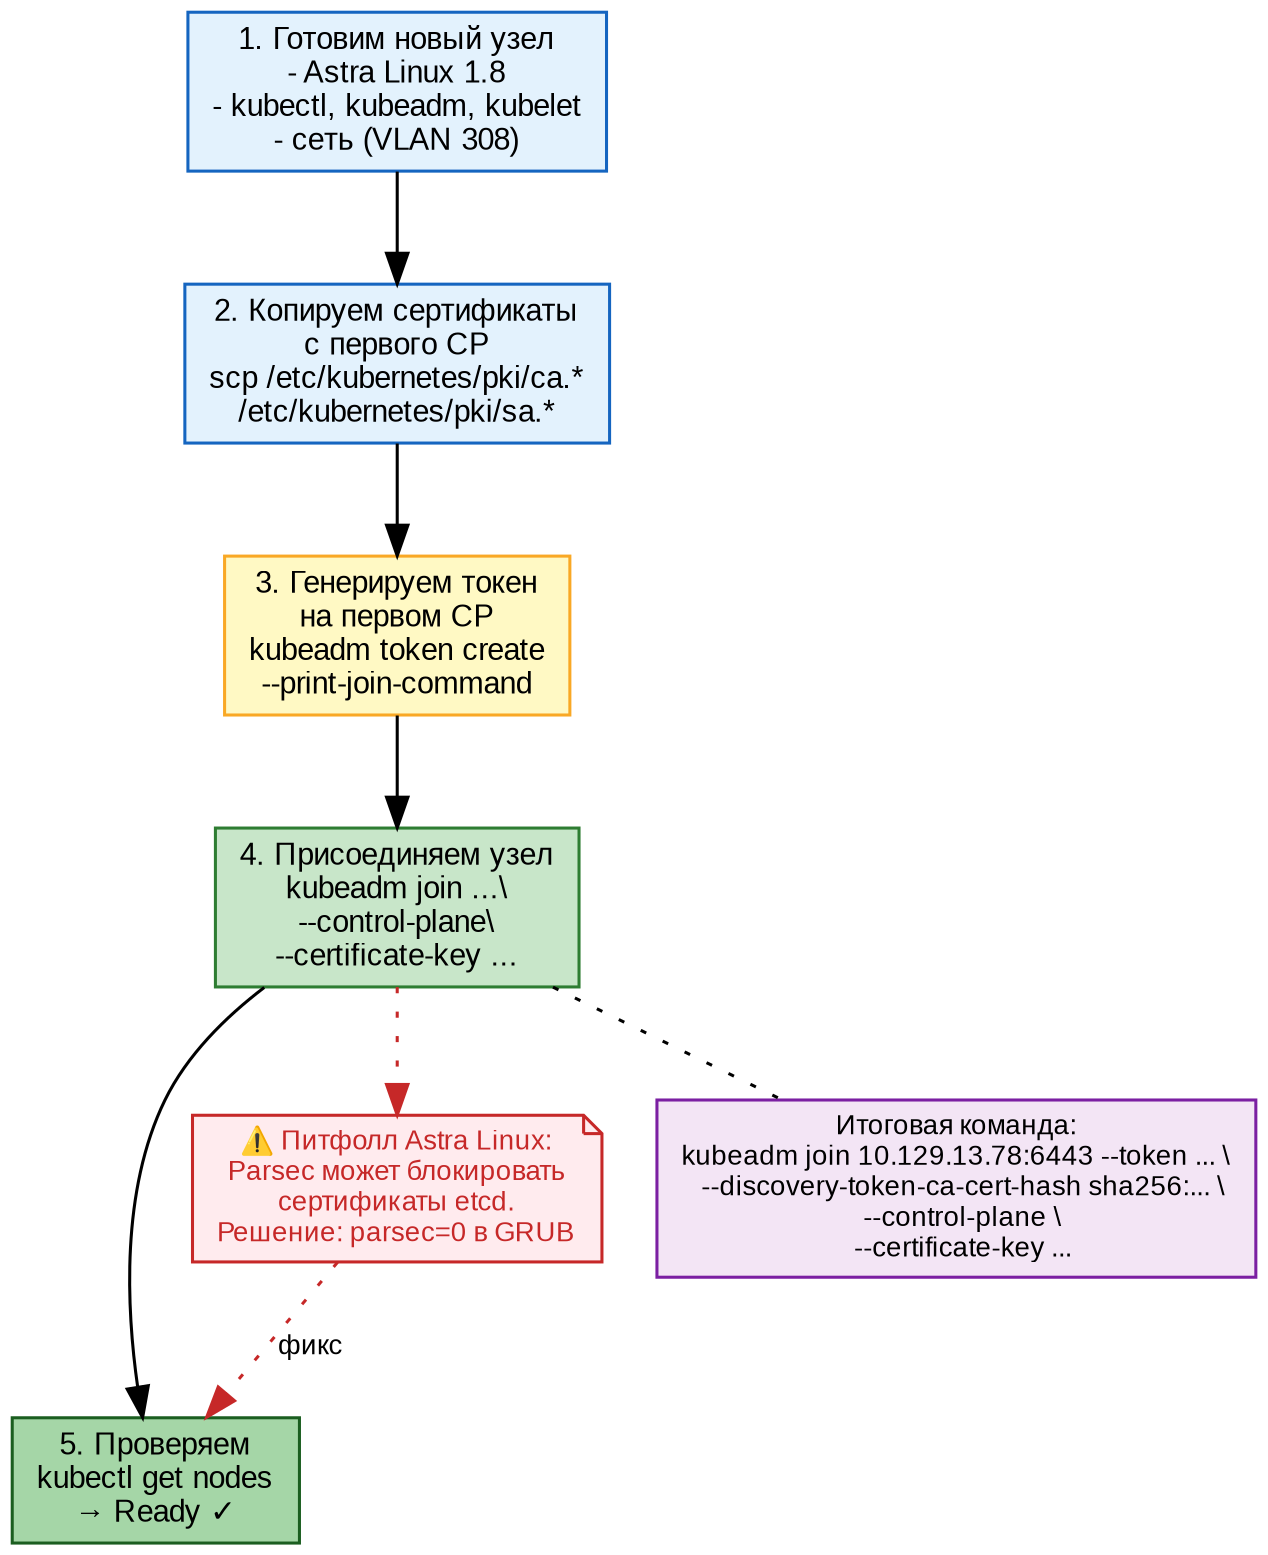 1. Готовим новый узел
- Astra Linux 1.8
- kubectl, kubeadm, kubelet
- сеть (VLAN 308)
2. Копируем сертификаты
с первого CP
scp /etc/kubernetes/pki/ca.*
/etc/kubernetes/pki/sa.*
3. Генерируем токен
на первом CP
kubeadm token create
--print-join-command
4. Присоединяем узел
kubeadm join …\
--control-plane\
--certificate-key …
⚠️ Питфолл Astra Linux:
Parsec может блокировать
сертификаты etcd.
Решение: parsec=0 в GRUB
Итоговая команда:
kubeadm join 10.129.13.78:6443 --token ... \
--discovery-token-ca-cert-hash sha256:... \
--control-plane \
--certificate-key ...
фикс
5. Проверяем
kubectl get nodes
→ Ready ✓